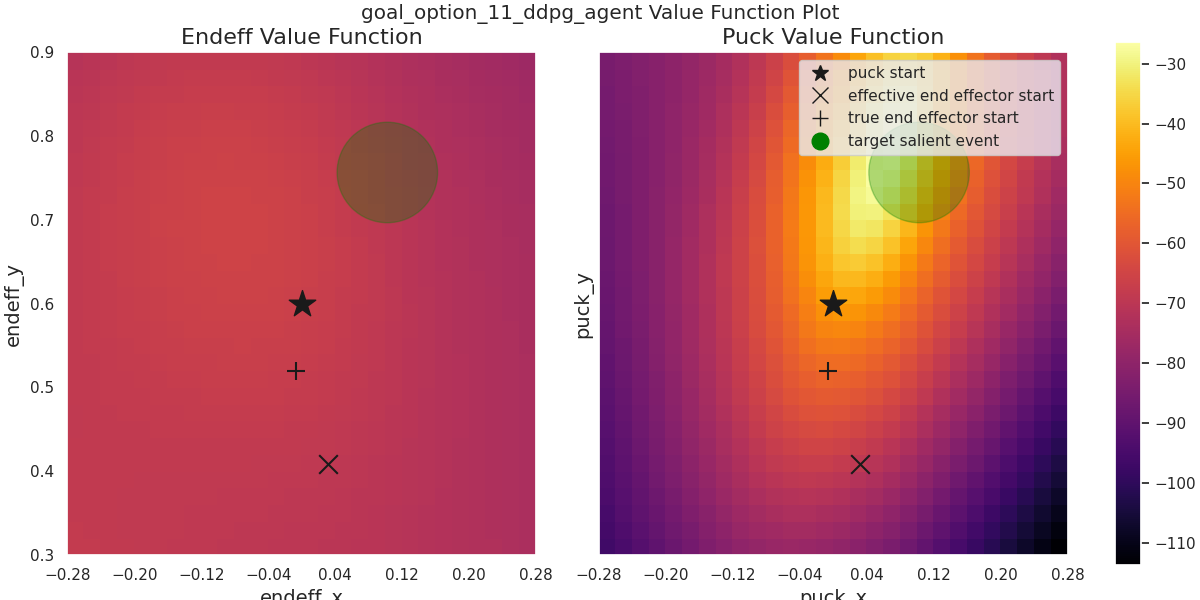 goal_option_11_ddpg_agent Value Function Plot
Endeff Value Function
0.9
0.8
0.7
0.6
0.5
0.4
0.3
endeff_y
−0.28 −0.20 −0.12 −0.04 0.04 0.12 0.20 0.28
endeff_x
Puck Value Function
puck start
effective end effector start
true end effector start
target salient event
puck_y
−0.28 −0.20 −0.12 −0.04 0.04 0.12 0.20 0.28
puck_x
−30
−40
−50
−60
−70
−80
−90
−100
−110